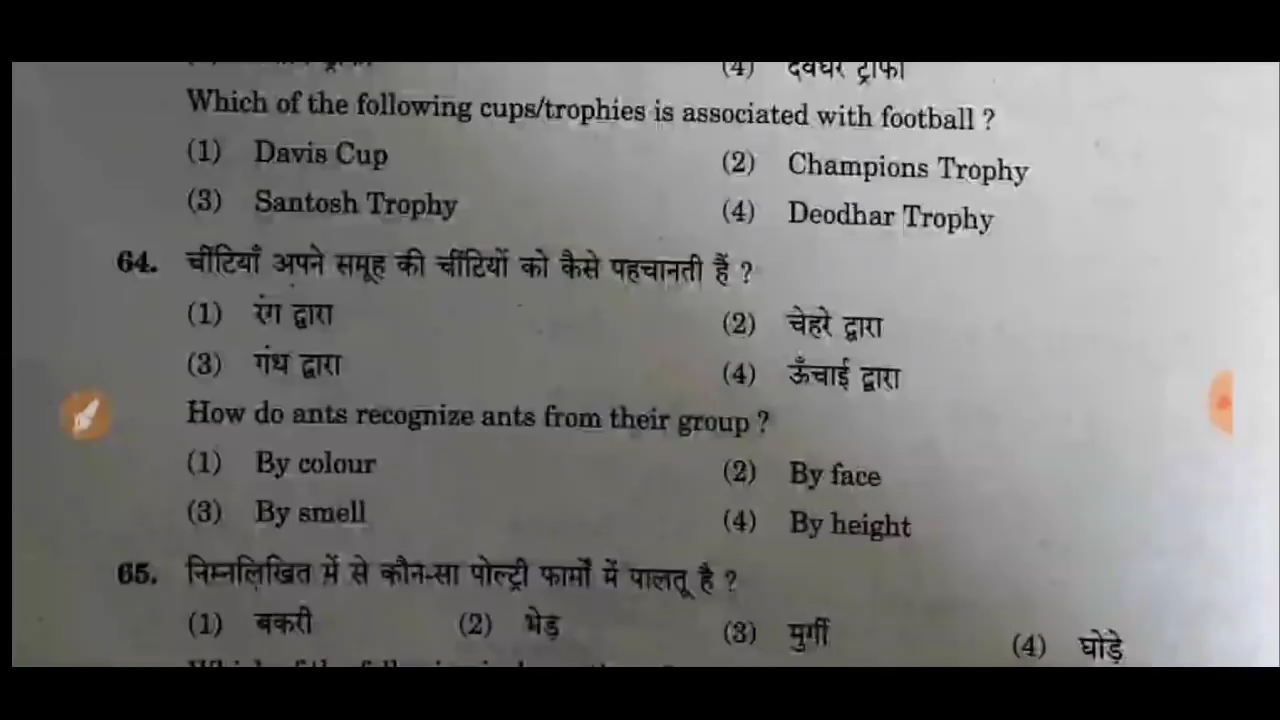 (4) देवधर ट्रॉफी
Which of the following cups/trophies is associated with football ?
(1) Davis Cup (2) Champions Trophy
(3) Santosh Trophy (4) Deodhar Trophy
64. चींटियाँ अपने समूह की चींटियों को कैसे पहचानती हैं ?
(1) रंग द्वारा (2) चेहरे द्वारा
(3) गंध द्वारा (4) ऊँचाई द्वारा
How do ants recognize ants from their group ?
(1) By colour (2) By face
(3) By smell (4) By height
65. निम्नलिखित में से कौन-सा पोल्ट्री फार्मों में पालतू है ?
(1) बकरी (2) भेड़ (3) मुर्गी (4) घोड़े